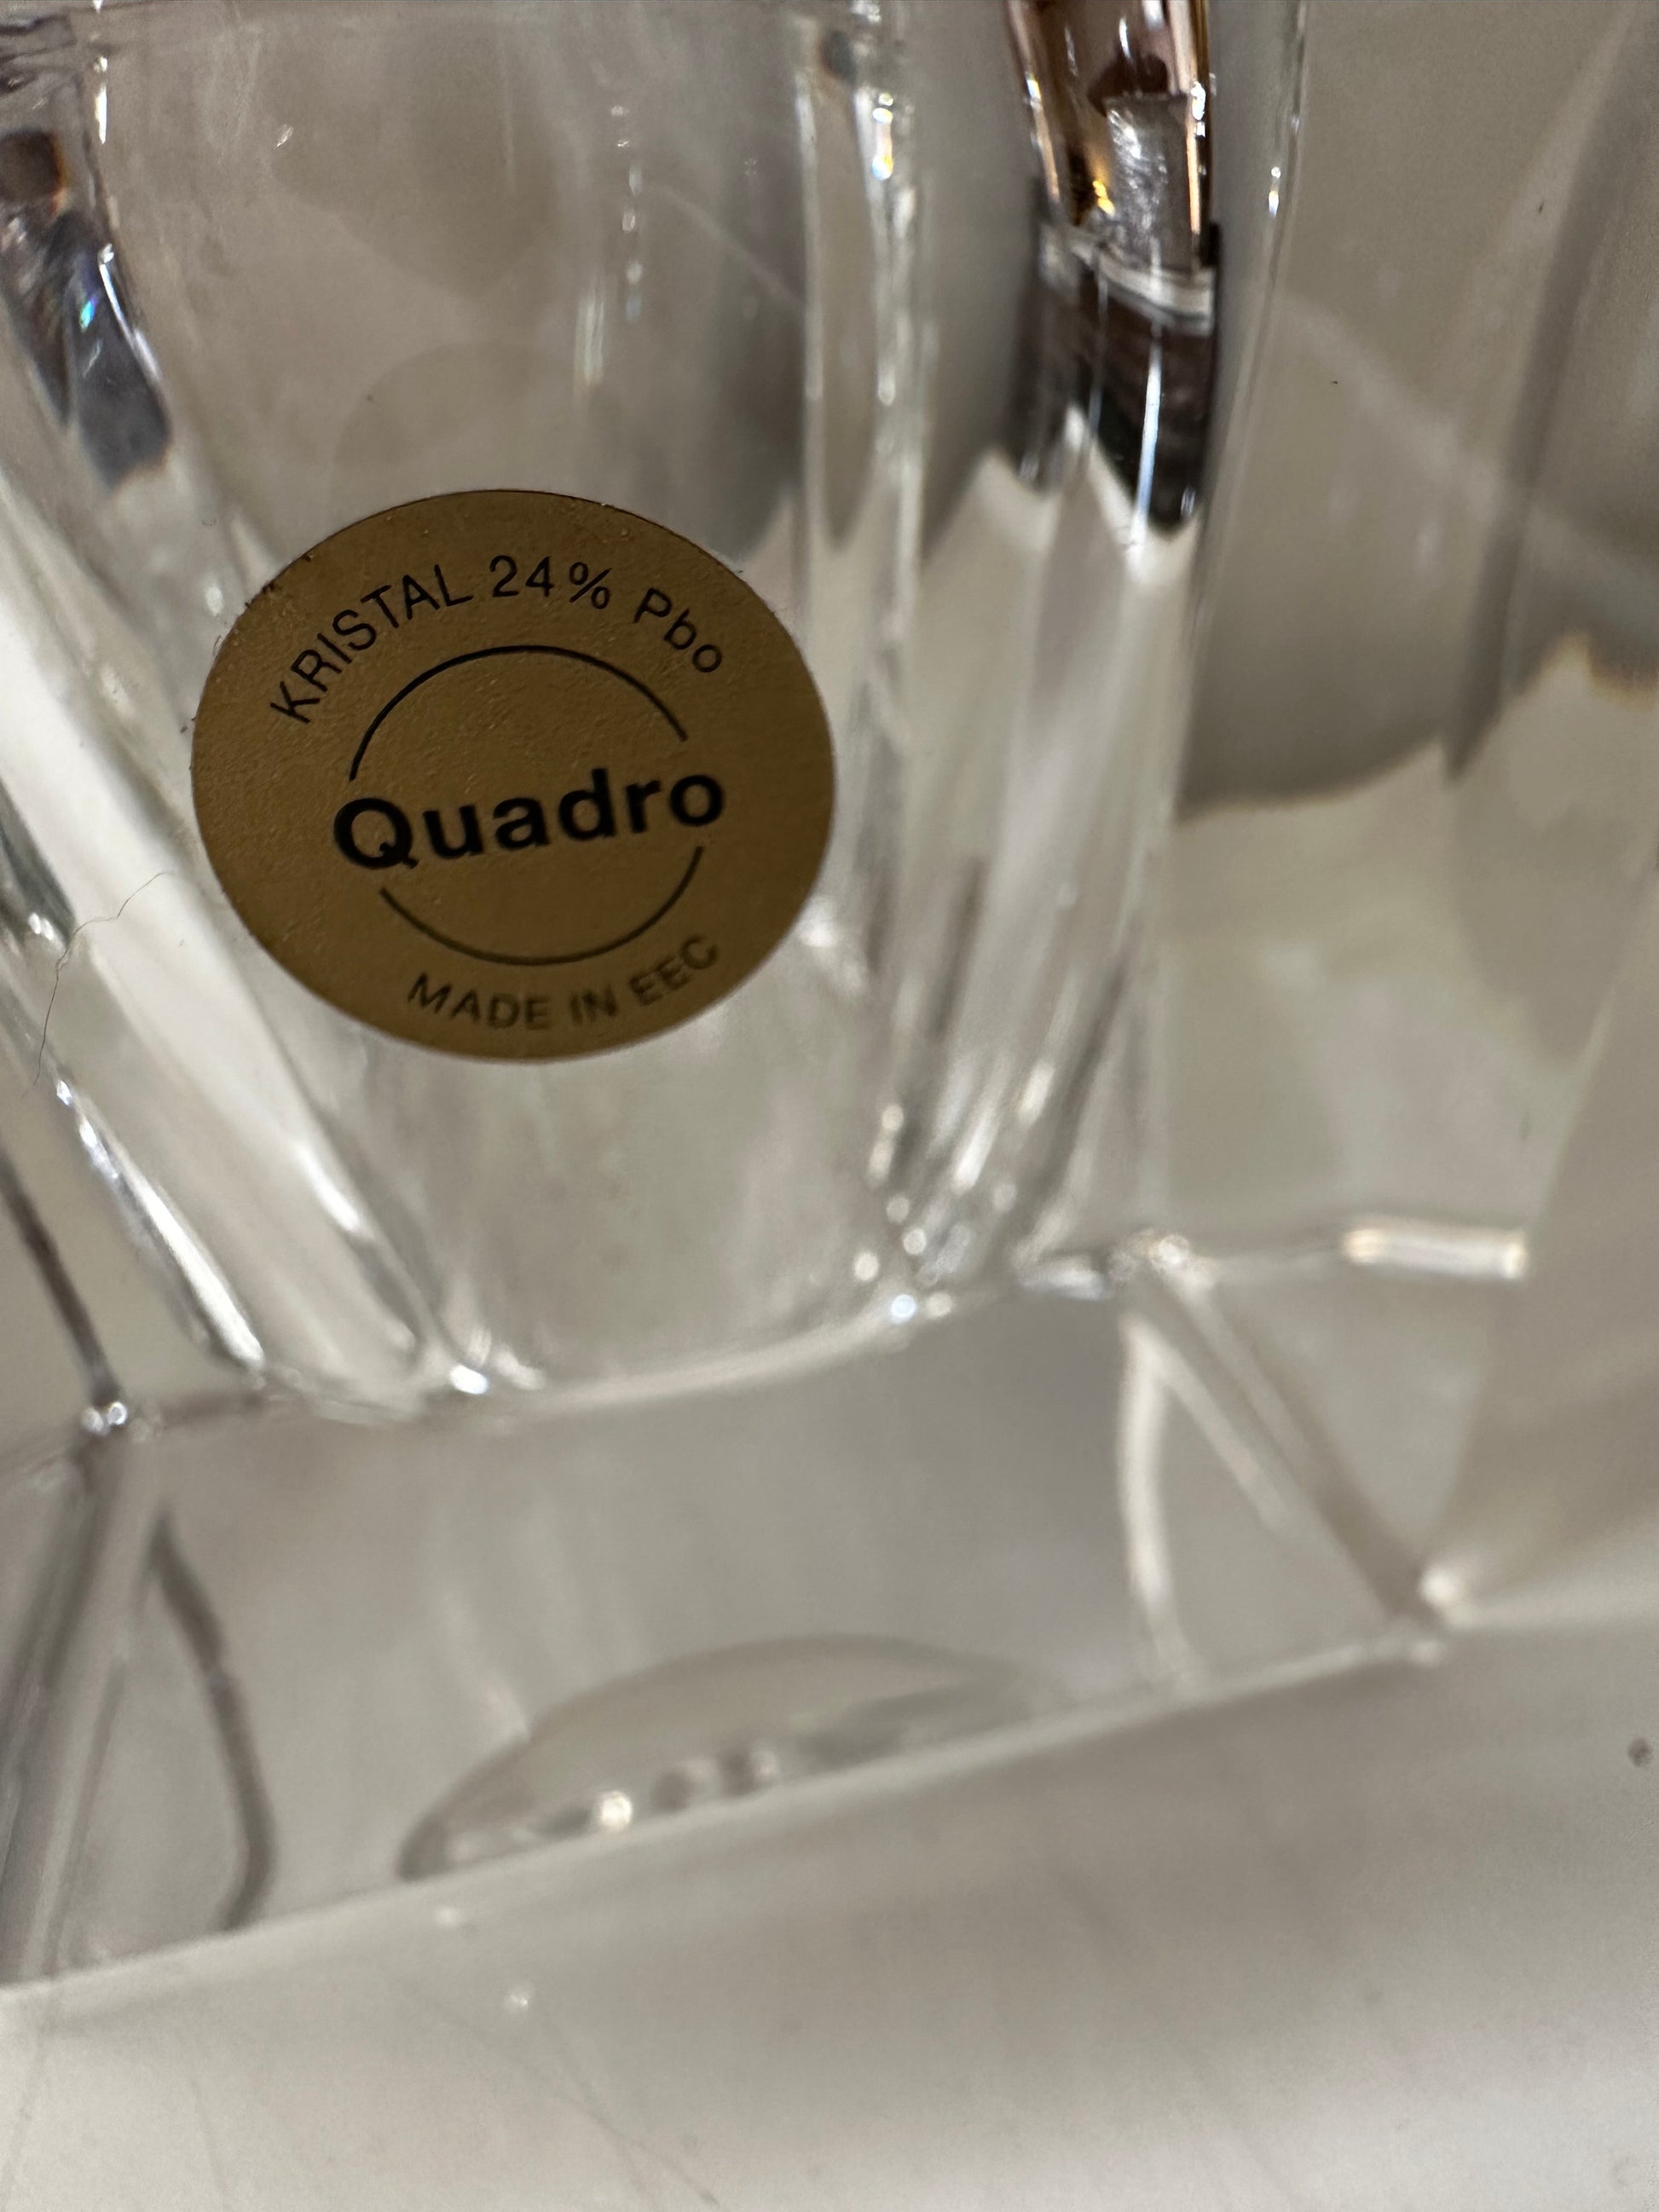 KRISTAL 24% Pbo
Quadro
MADE IN EEC